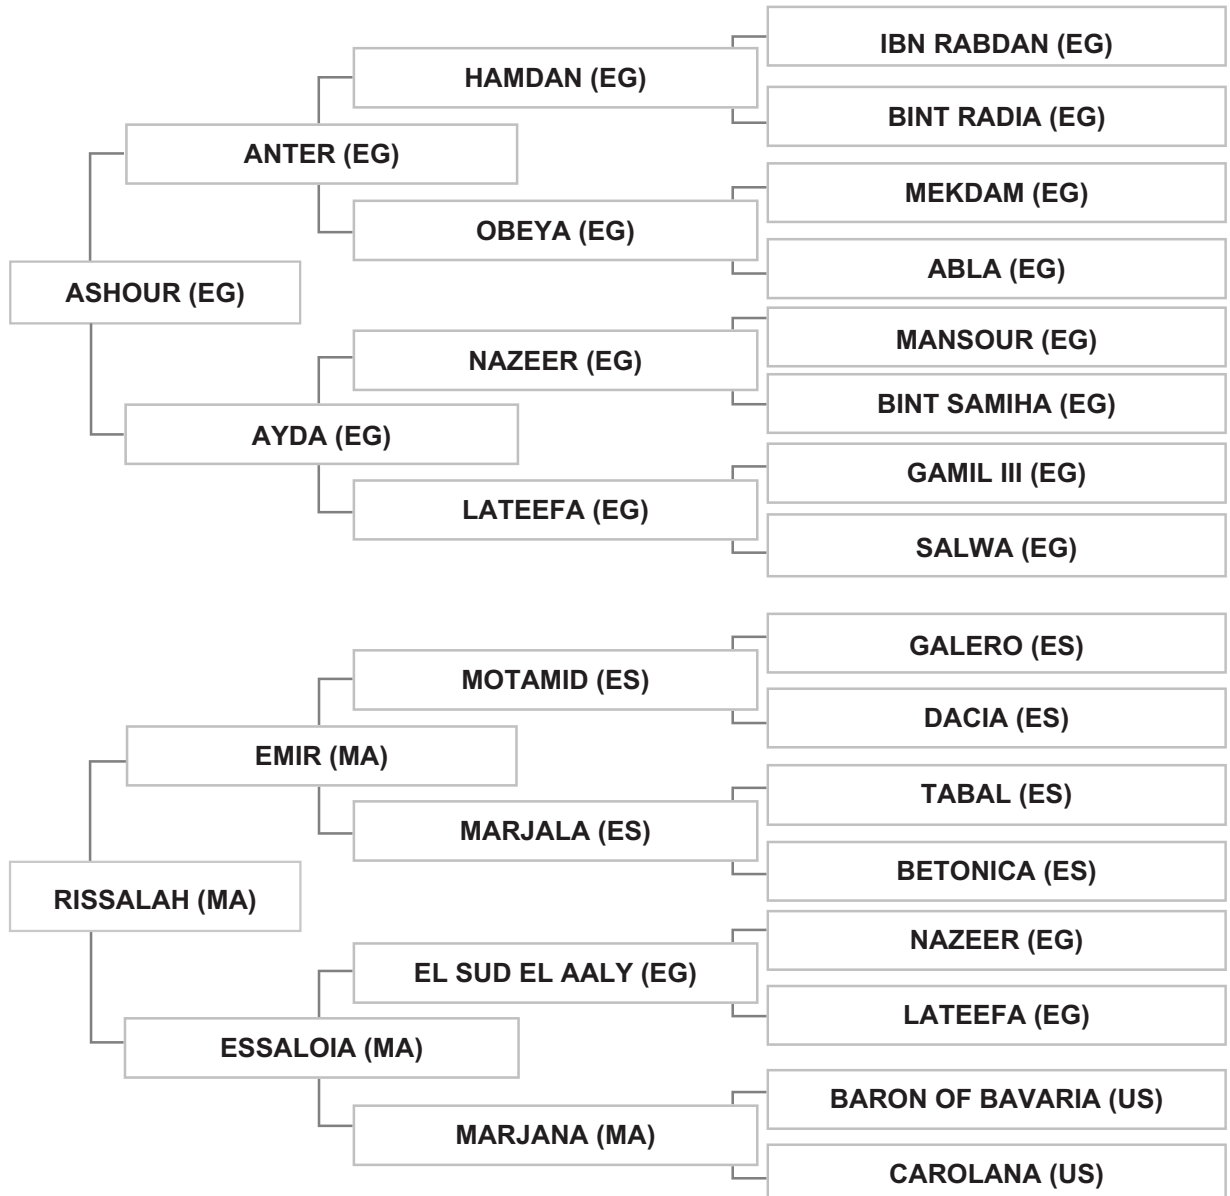 IBN RABDAN (EG)
HAMDAN (EG)
BINT RADIA (EG)
ANTER (EG)
MEKDAM (EG)
OBEYA (EG)
ABLA (EG)
ASHOUR (EG)
MANSOUR (EG)
NAZEER (EG)
BINT SAMIHA (EG)
AYDA (EG)
GAMIL III (EG)
LATEEFA (EG)
SALWA (EG)
GALERO (ES)
MOTAMID (ES)
DACIA (ES)
EMIR (MA)
TABAL (ES)
MARJALA (ES)
BETONICA (ES)
RISSALAH (MA)
NAZEER (EG)
EL SUD EL AALY (EG)
LATEEFA (EG)
ESSALOIA (MA)
BARON OF BAVARIA (US)
MARJANA (MA)
CAROLANA (US)